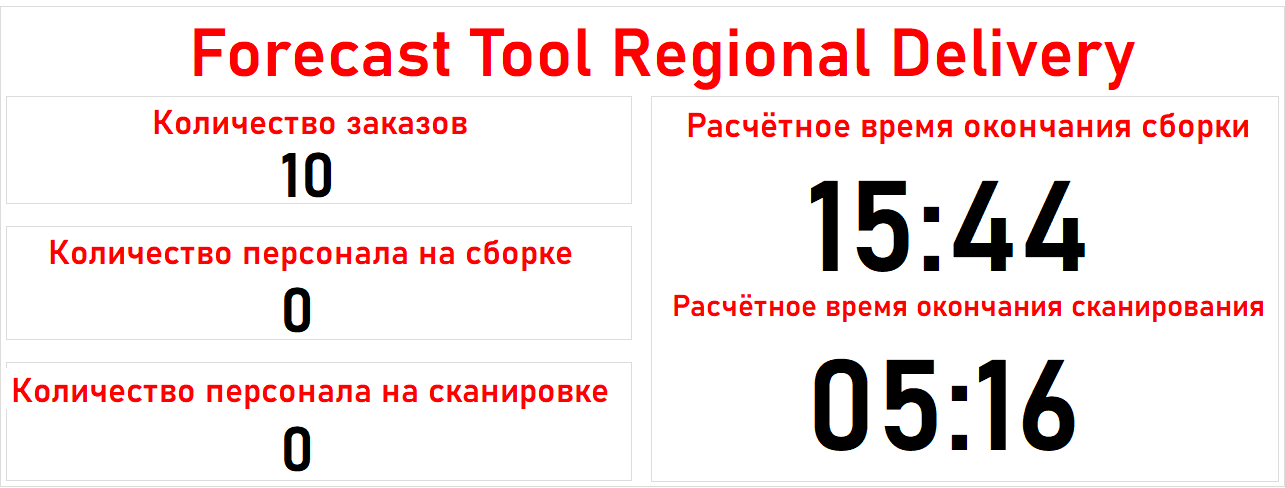 Forecast Tool Regional Delivery
Количество заказов
10
Количество персонала на сборке
0
Количество персонала на сканировке
0
Расчётное время окончания сборки
15:44
Расчётное время окончания сканирования
05:16